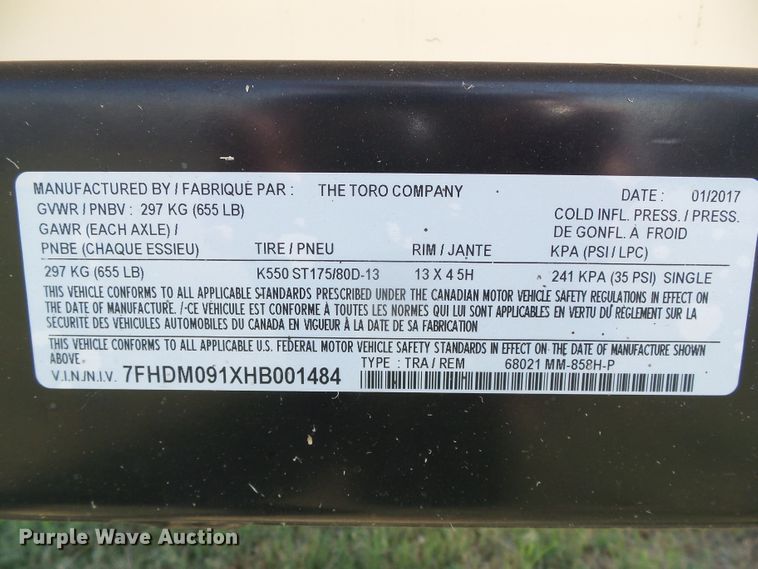 MANUFACTURED BY / FABRIQUÉ PAR : THE TORO COMPANY DATE : 01/2017
GVWR / PNBV : 297 KG (655 LB) COLD INFL. PRESS. / PRESS.
GAWR (EACH AXLE) / DE GONFL. À FROID
PNBE (CHAQUE ESSIEU) TIRE / PNEU RIM / JANTE KPA (PSI / LPC)
297 KG (655 LB) K550 ST175/80D-13 13 X 4 5H 241 KPA (35 PSI) SINGLE
THIS VEHICLE CONFORMS TO ALL APPLICABLE STANDARDS PRESCRIBED UNDER THE CANADIAN MOTOR VEHICLE SAFETY REGULATIONS IN EFFECT ON
THE DATE OF MANUFACTURE. /-CE VÉHICULE EST CONFORME À TOUTES LES NORMES QUI LUI SONT APPLICABLES EN VERTU DU RÈGLEMENT SUR LA
SECURITE DES VEHICULES AUTOMOBILES DU CANADA EN VIGUEUR À LA DATE DE SA FABRICATION
THIS VEHICLE CONFORMS TO ALL APPLICABLE U.S. FEDERAL MOTOR VEHICLE SAFETY STANDARDS IN EFFECT ON THE DATE OF MANUFACTURE SHOWN
ABOVE. TYPE : TRA / REM 68021 MM-858H-P
V.I.N./N.I.V. 7FHDM091XHB001484
Purple Wave Auction